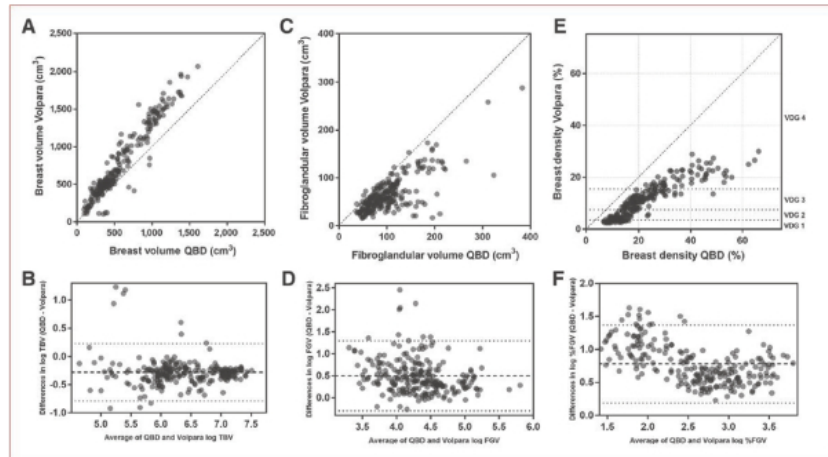 A
Breast volume Volpara (cm³)
2,500
2,000
1,500
1,000
500
0
0 500 1,000 1,500 2,000 2,500
Breast volume QBD (cm³)
C
Fibroglandular volume Volpara (cm³)
400
300
200
100
0
0 100 200 300 400
Fibroglandular volume QBD (cm³)
E
Breast density Volpara (%)
70
60
50
40
30
20
10
0
0 20 40 60
Breast density QBD (%)
VDG 4
VDG 3
VDG 2
VDG 1
B
Differences in log TBV (QBD - Volpara)
1.0
0.5
0.0
-0.5
-1.0
5.0 5.5 6.0 6.5 7.0 7.5
Average of QBD and Volpara log TBV
D
Differences in log FGV (QBD - Volpara)
2.5
2.0
1.5
1.0
0.5
0.0
3.5 4.0 4.5 5.0 5.5 6.0
Average of QBD and Volpara log FGV
F
Differences in log %FGV (QBD - Volpara)
2.0
1.5
1.0
0.5
0.0
1.5 2.0 2.5 3.0 3.5
Average of QBD and Volpara log %FGV